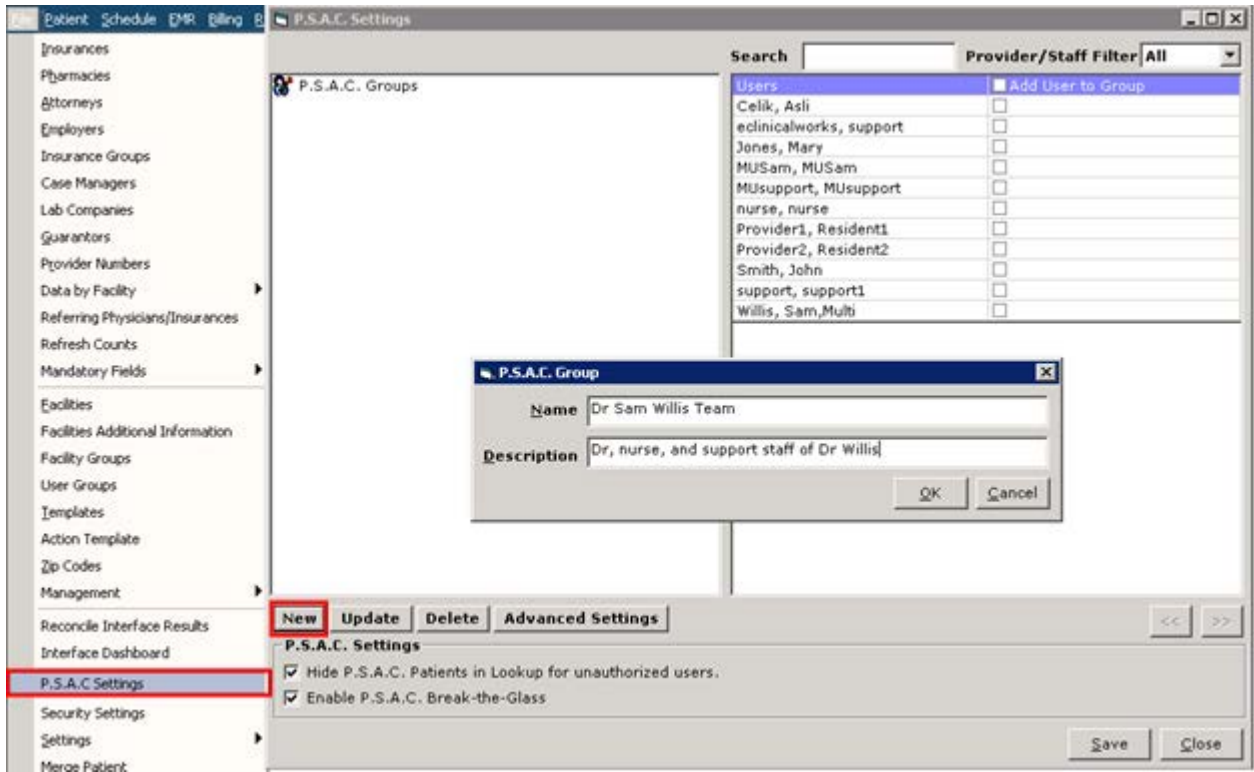 Patient Schedule EMR Billing R
P.S.A.C. Settings
Insurances
Pharmacies
Attorneys
Employers
Insurance Groups
Case Managers
Lab Companies
Guarantors
Provider Numbers
Data by Facility
Referring Physicians/Insurances
Refresh Counts
Mandatory Fields
Facilities
Facilities Additional Information
Facility Groups
User Groups
Templates
Action Template
Zip Codes
Management
Reconcile Interface Results
Interface Dashboard
P.S.A.C Settings
Security Settings
Settings
Merge Patient
Search Provider/Staff Filter All
P.S.A.C. Groups
Users Add User to Group
Celik, Asli
eclinicalworks, support
Jones, Mary
MUSam, MUSam
MUsupport, MUsupport
nurse, nurse
Provider1, Resident1
Provider2, Resident2
Smith, John
support, support1
Willis, Sam,Multi
P.S.A.C. Group
Name Dr Sam Willis Team
Description Dr, nurse, and support staff of Dr Willis
OK Cancel
New Update Delete Advanced Settings << >>
P.S.A.C. Settings
Hide P.S.A.C. Patients in Lookup for unauthorized users.
Enable P.S.A.C. Break-the-Glass
Save Close